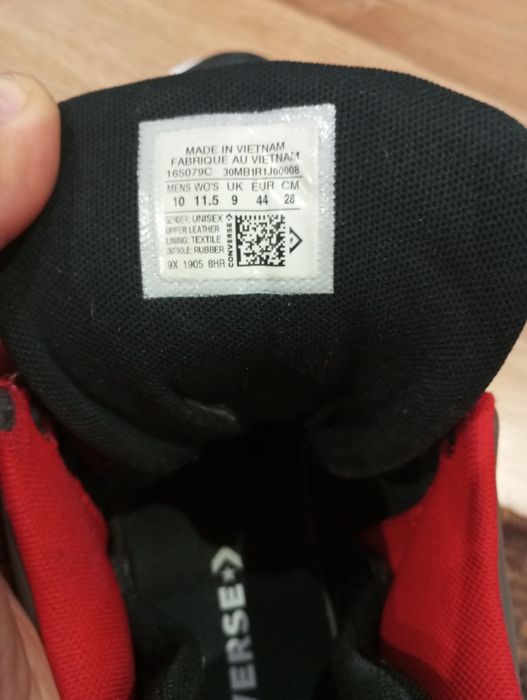 MADE IN VIETNAM
FABRIQUE AU VIETNAM
165079C 30MB1R1J00008
MENS WO'S UK EUR CM
10 11.5 9 44 28
GENDER: UNISEX
UPPER LEATHER
LINING: TEXTILE
OUTSOLE: RUBBER
9X 1905 8HR
CONVERSE
VERSE